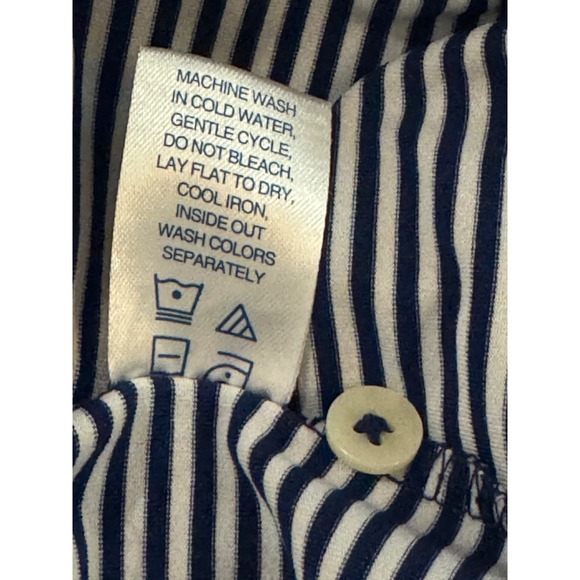 MACHINE WASH
IN COLD WATER,
GENTLE CYCLE,
DO NOT BLEACH,
LAY FLAT TO DRY,
COOL IRON,
INSIDE OUT
WASH COLORS
SEPARATELY